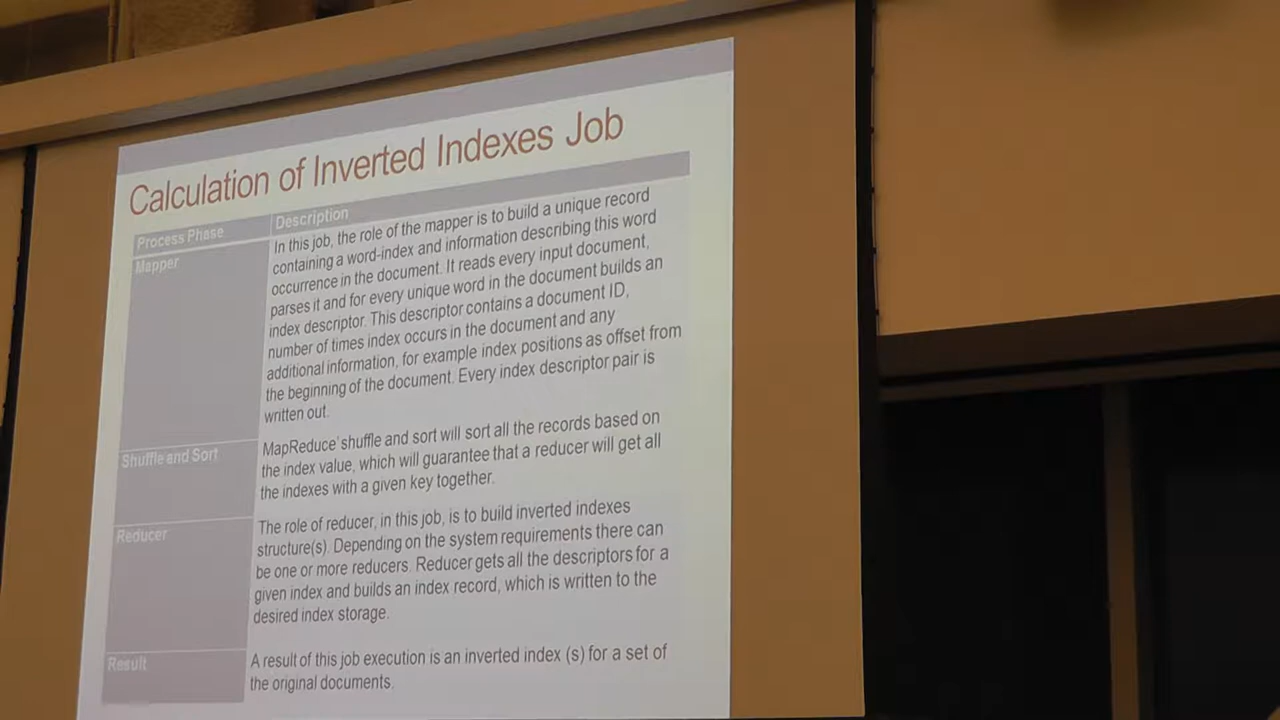 Calculation of Inverted Indexes Job
Process Phase
Description
Mapper
In this job, the role of the mapper is to build a unique record
containing a word-index and information describing this word
occurrence in the document. It reads every input document,
parses it and for every unique word in the document builds an
index descriptor. This descriptor contains a document ID,
number of times index occurs in the document and any
additional information, for example index positions as offset from
the beginning of the document. Every index descriptor pair is
written out.
Shuffle and Sort
MapReduce' shuffle and sort will sort all the records based on
the index value, which will guarantee that a reducer will get all
the indexes with a given key together.
Reducer
The role of reducer, in this job, is to build inverted indexes
structure(s). Depending on the system requirements there can
be one or more reducers. Reducer gets all the descriptors for a
given index and builds an index record, which is written to the
desired index storage.
Result
A result of this job execution is an inverted index (s) for a set of
the original documents.